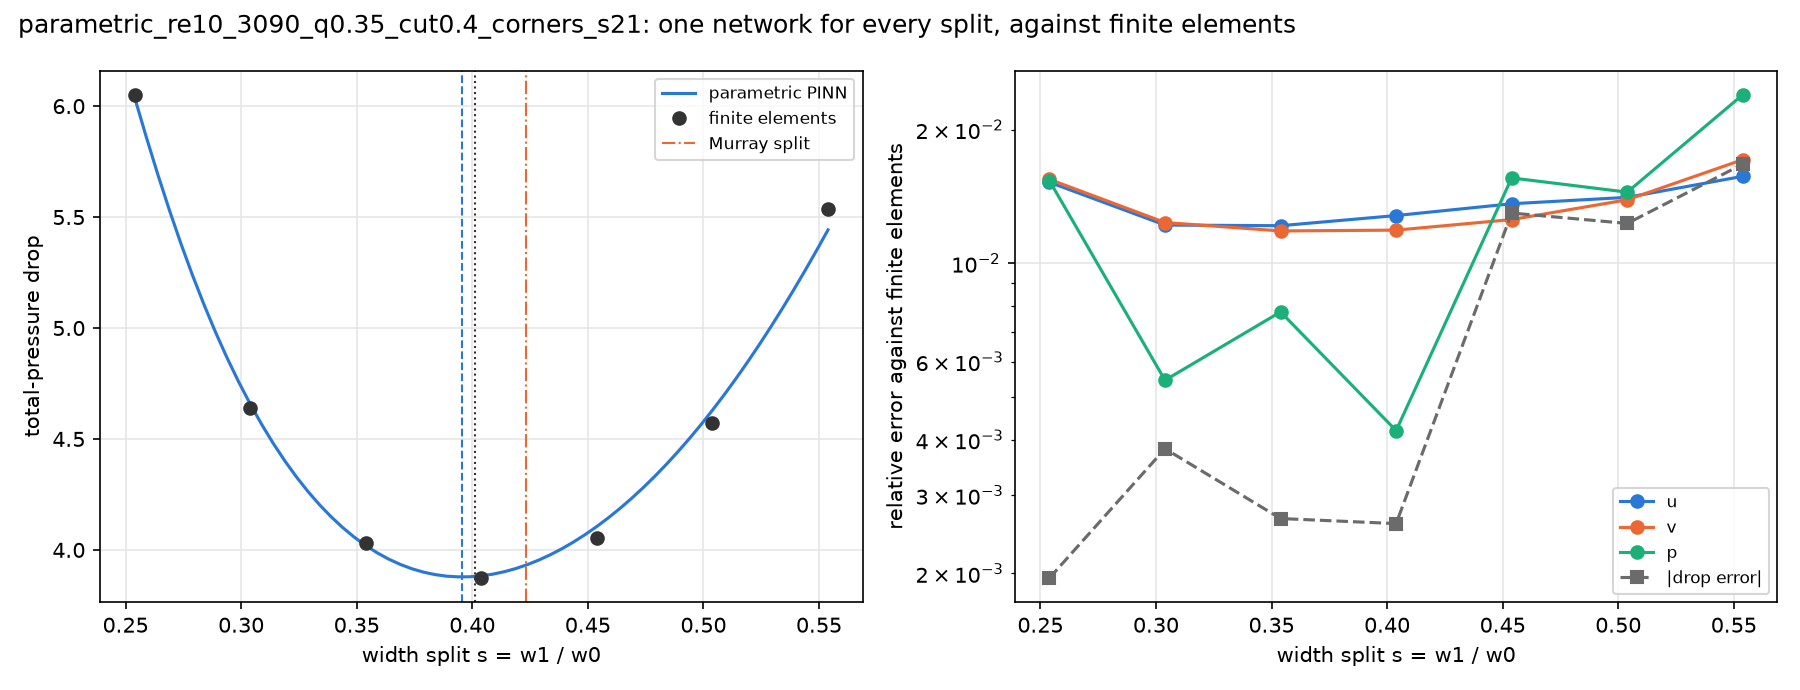 parametric_re10_3090_q0.35_cut0.4_corners_s21: one network for every split, against finite elements
total-pressure drop
6.0
5.5
5.0
4.5
4.0
0.25 0.30 0.35 0.40 0.45 0.50 0.55
width split s = w1 / w0
parametric PINN
finite elements
Murray split
relative error against finite elements
2 × 10⁻²
10⁻²
6 × 10⁻³
4 × 10⁻³
3 × 10⁻³
2 × 10⁻³
0.25 0.30 0.35 0.40 0.45 0.50 0.55
width split s = w1 / w0
u
v
p
|drop error|